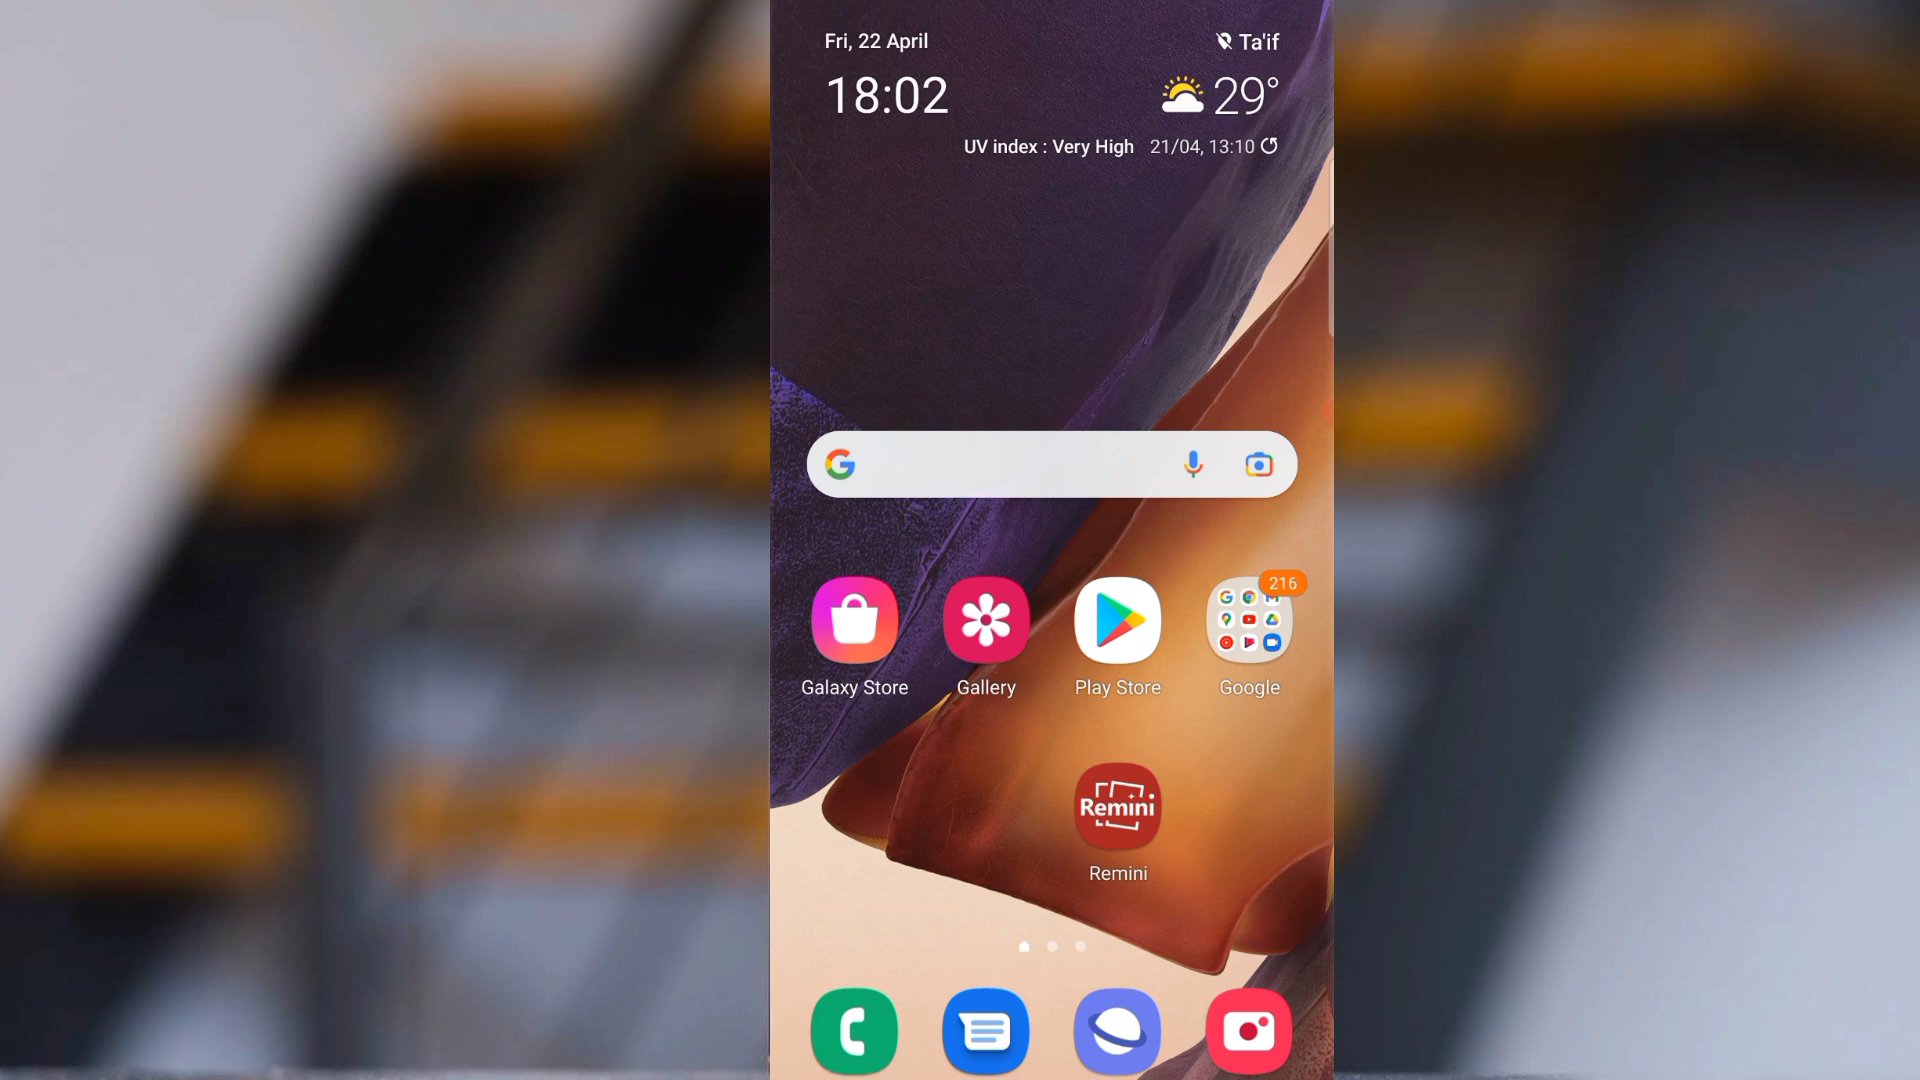 Fri, 22 April
Ta'if
18:02
29°
UV index : Very High 21/04, 13:10
216
Galaxy Store
Gallery
Play Store
Google
Remini
Remini